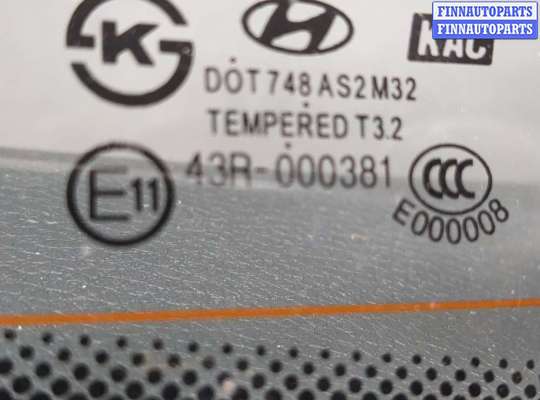 FINNAUTOPARTS
FINNAUTOPARTS
K
KAC
DOT 748 AS2 M32
TEMPERED T3.2
43R-000381
E11
CCC
E000008